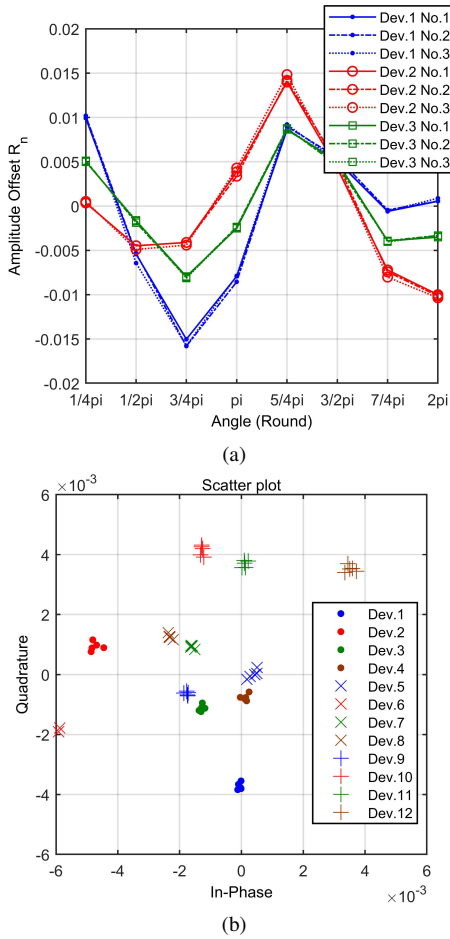 0.02
0.015
0.01
0.005
0
-0.005
-0.01
-0.015
-0.02
Amplitude Offset R_n
1/4pi 1/2pi 3/4pi pi 5/4pi 3/2pi 7/4pi 2pi
Angle (Round)
Dev.1 No.1
Dev.1 No.2
Dev.1 No.3
Dev.2 No.1
Dev.2 No.2
Dev.2 No.3
Dev.3 No.1
Dev.3 No.2
Dev.3 No.3
(a)
×10⁻³
Scatter plot
6
4
2
0
-2
-4
-6
Quadrature
-6 -4 -2 0 2 4 6
In-Phase
×10⁻³
Dev.1
Dev.2
Dev.3
Dev.4
Dev.5
Dev.6
Dev.7
Dev.8
Dev.9
Dev.10
Dev.11
Dev.12
(b)